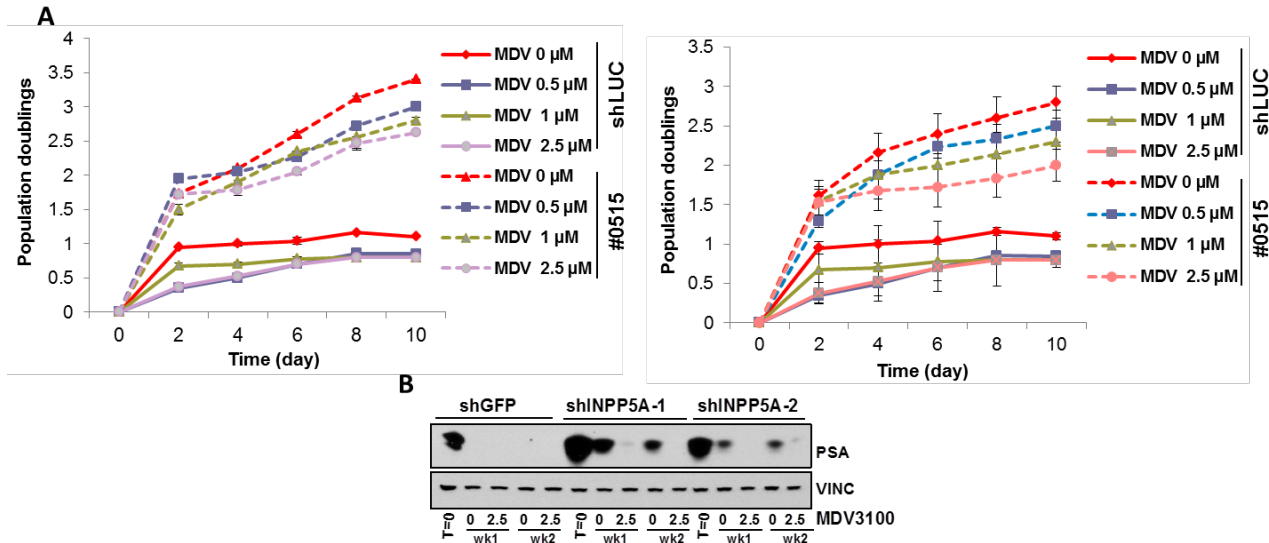 A
Population doublings
4
3.5
3
2.5
2
1.5
1
0.5
0
0 2 4 6 8 10
Time (day)
MDV 0 µM
MDV 0.5 µM
MDV 1 µM
MDV 2.5 µM
shLUC
MDV 0 µM
MDV 0.5 µM
MDV 1 µM
MDV 2.5 µM
#0515
Population doublings
3.5
3
2.5
2
1.5
1
0.5
0
0 2 4 6 8 10
Time (day)
MDV 0 µM
MDV 0.5 µM
MDV 1 µM
MDV 2.5 µM
shLUC
MDV 0 µM
MDV 0.5 µM
MDV 1 µM
MDV 2.5 µM
#0515
B
shGFP shINPP5A-1 shINPP5A-2
PSA
VINC
T=0 0 2.5 0 2.5 T=0 0 2.5 0 2.5 T=0 0 2.5 0 2.5 MDV3100
wk1 wk2 wk1 wk2 wk1 wk2